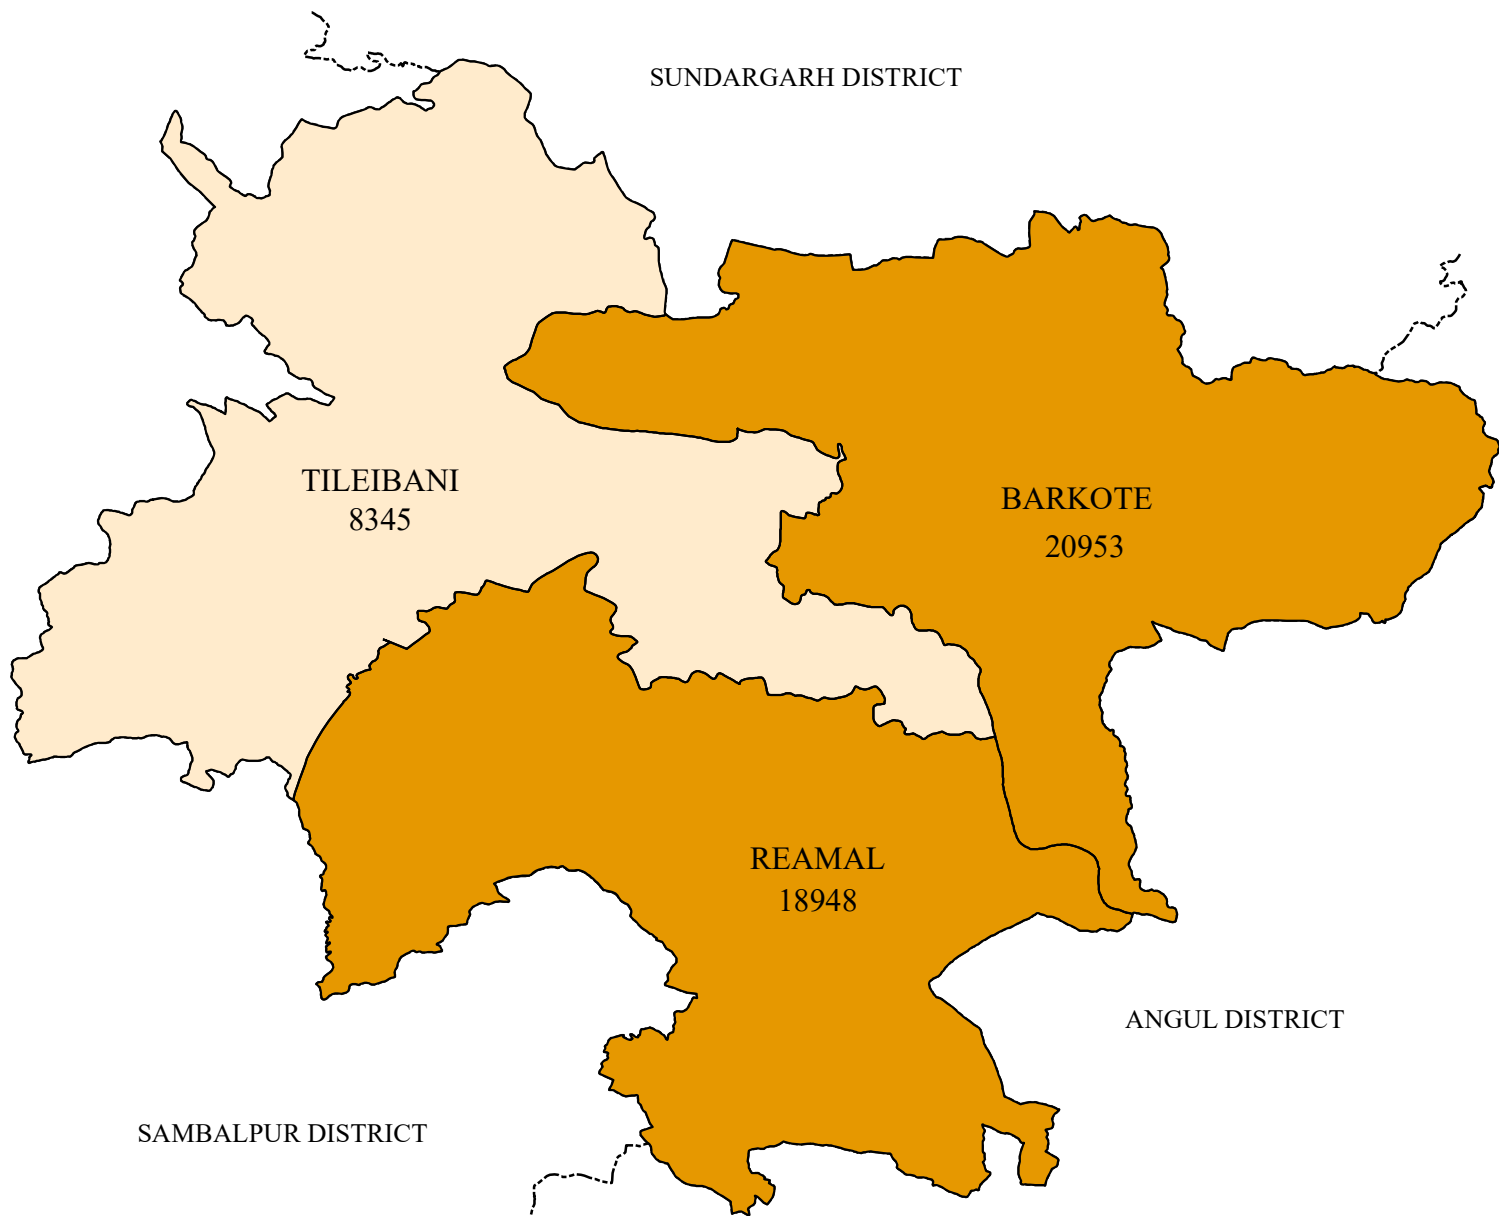 SUNDARGARH DISTRICT
TILEIBANI
8345
BARKOTE
20953
REAMAL
18948
ANGUL DISTRICT
SAMBALPUR DISTRICT